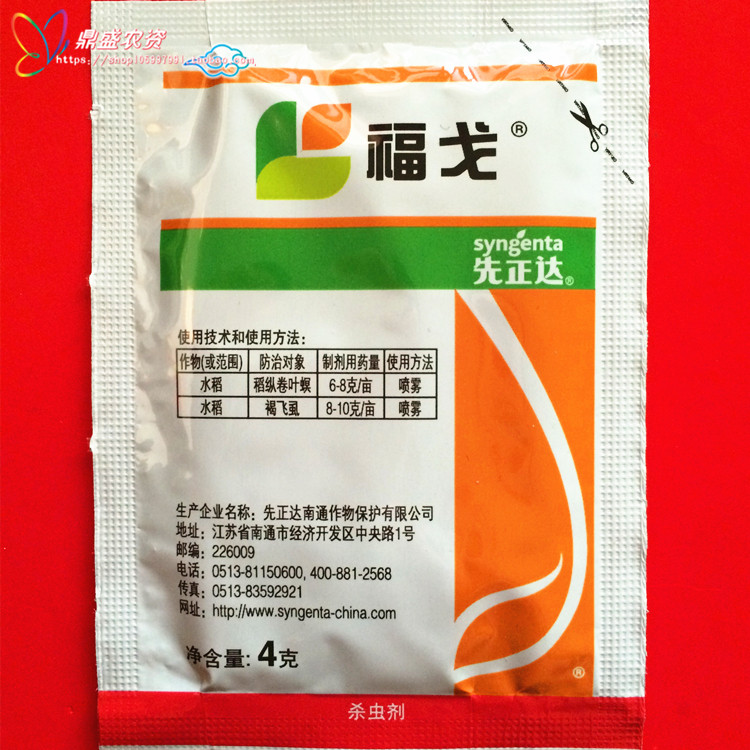 鼎盛农资
https://shop105997991.taobao.com
福戈®
syngenta
先正达®
使用技术和使用方法:
作物(或范围) 防治对象 制剂用药量 使用方法
水稻 稻纵卷叶螟 6-8克/亩 喷雾
水稻 褐飞虱 8-10克/亩 喷雾
生产企业名称: 先正达南通作物保护有限公司
地址: 江苏省南通市经济开发区中央路1号
邮编: 226009
电话: 0513-81150600, 400-881-2568
传真: 0513-83592921
网址: http://www.syngenta-china.com
净含量: 4克
®
杀虫剂